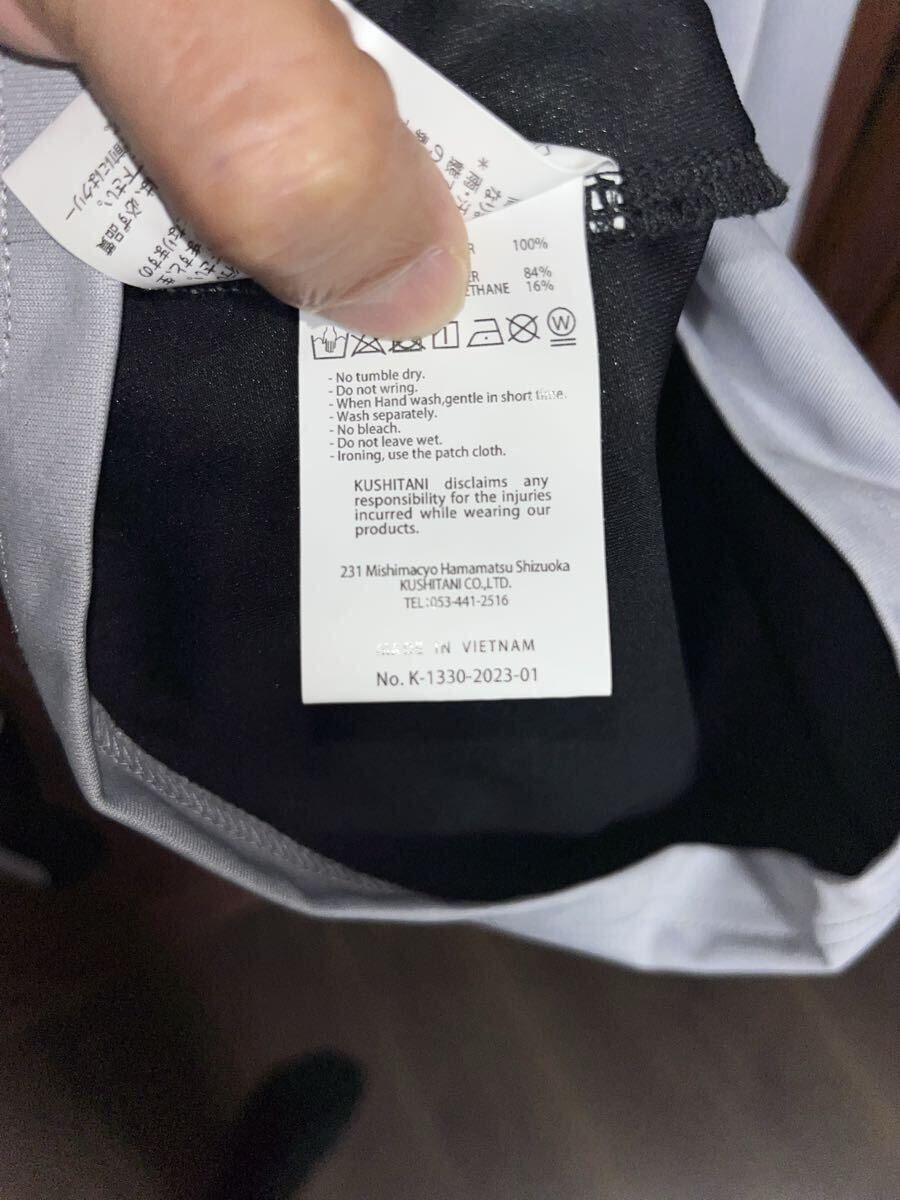 100%
84%
ETHANE 16%
W
- No tumble dry.
- Do not wring.
- When Hand wash,gentle in short time.
- Wash separately.
- No bleach.
- Do not leave wet.
- Ironing, use the patch cloth.
KUSHITANI disclaims any
responsibility for the injuries
incurred while wearing our
products.
231 Mishimacyo Hamamatsu Shizuoka
KUSHITANI CO.,LTD.
TEL:053-441-2516
MADE IN VIETNAM
No. K-1330-2023-01